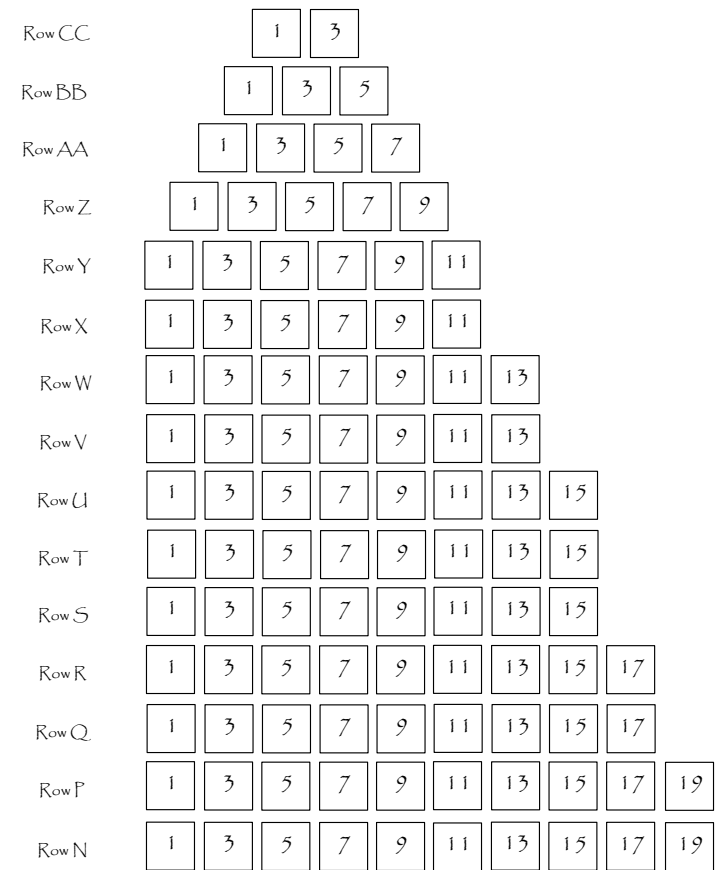 Row CC 1 3
Row BB 1 3 5
Row AA 1 3 5 7
Row Z 1 3 5 7 9
Row Y 1 3 5 7 9 11
Row X 1 3 5 7 9 11
Row W 1 3 5 7 9 11 13
Row V 1 3 5 7 9 11 13
Row U 1 3 5 7 9 11 13 15
Row T 1 3 5 7 9 11 13 15
Row S 1 3 5 7 9 11 13 15
Row R 1 3 5 7 9 11 13 15 17
Row Q 1 3 5 7 9 11 13 15 17
Row P 1 3 5 7 9 11 13 15 17 19
Row N 1 3 5 7 9 11 13 15 17 19